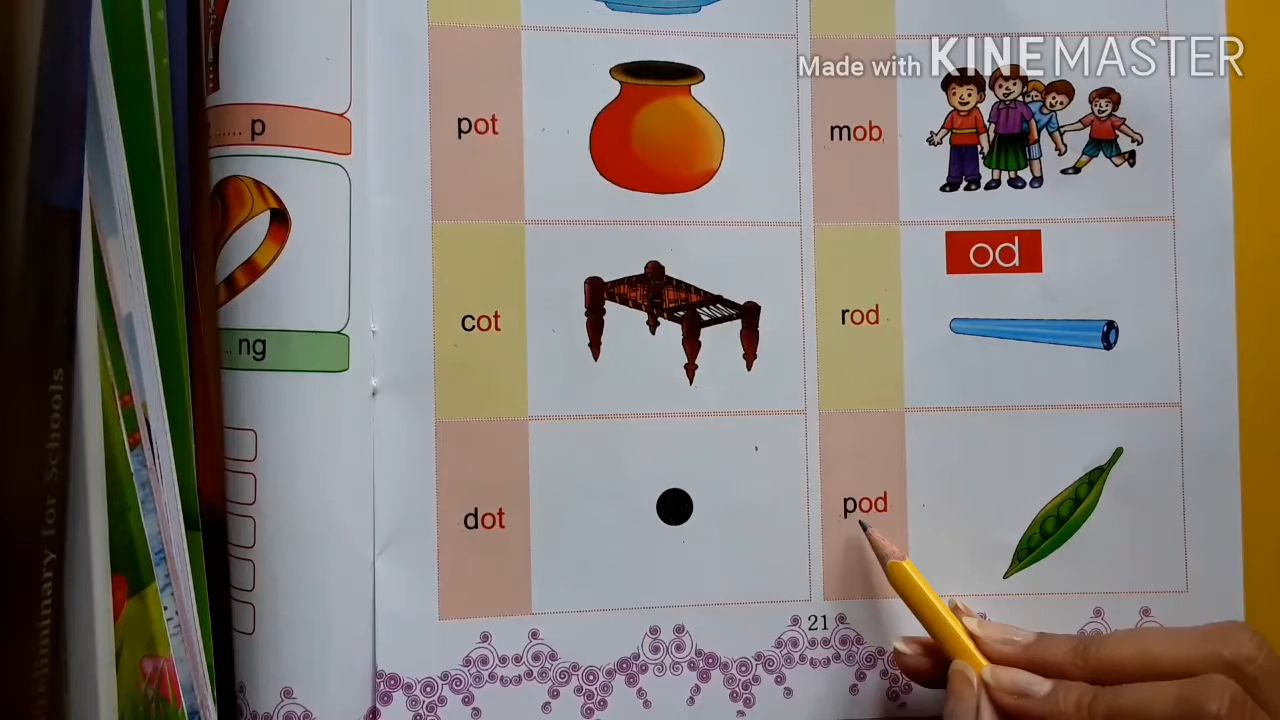 Made with KINEMASTER
...... p
.. ng
pot
cot
dot
mob
od
rod
pod
21